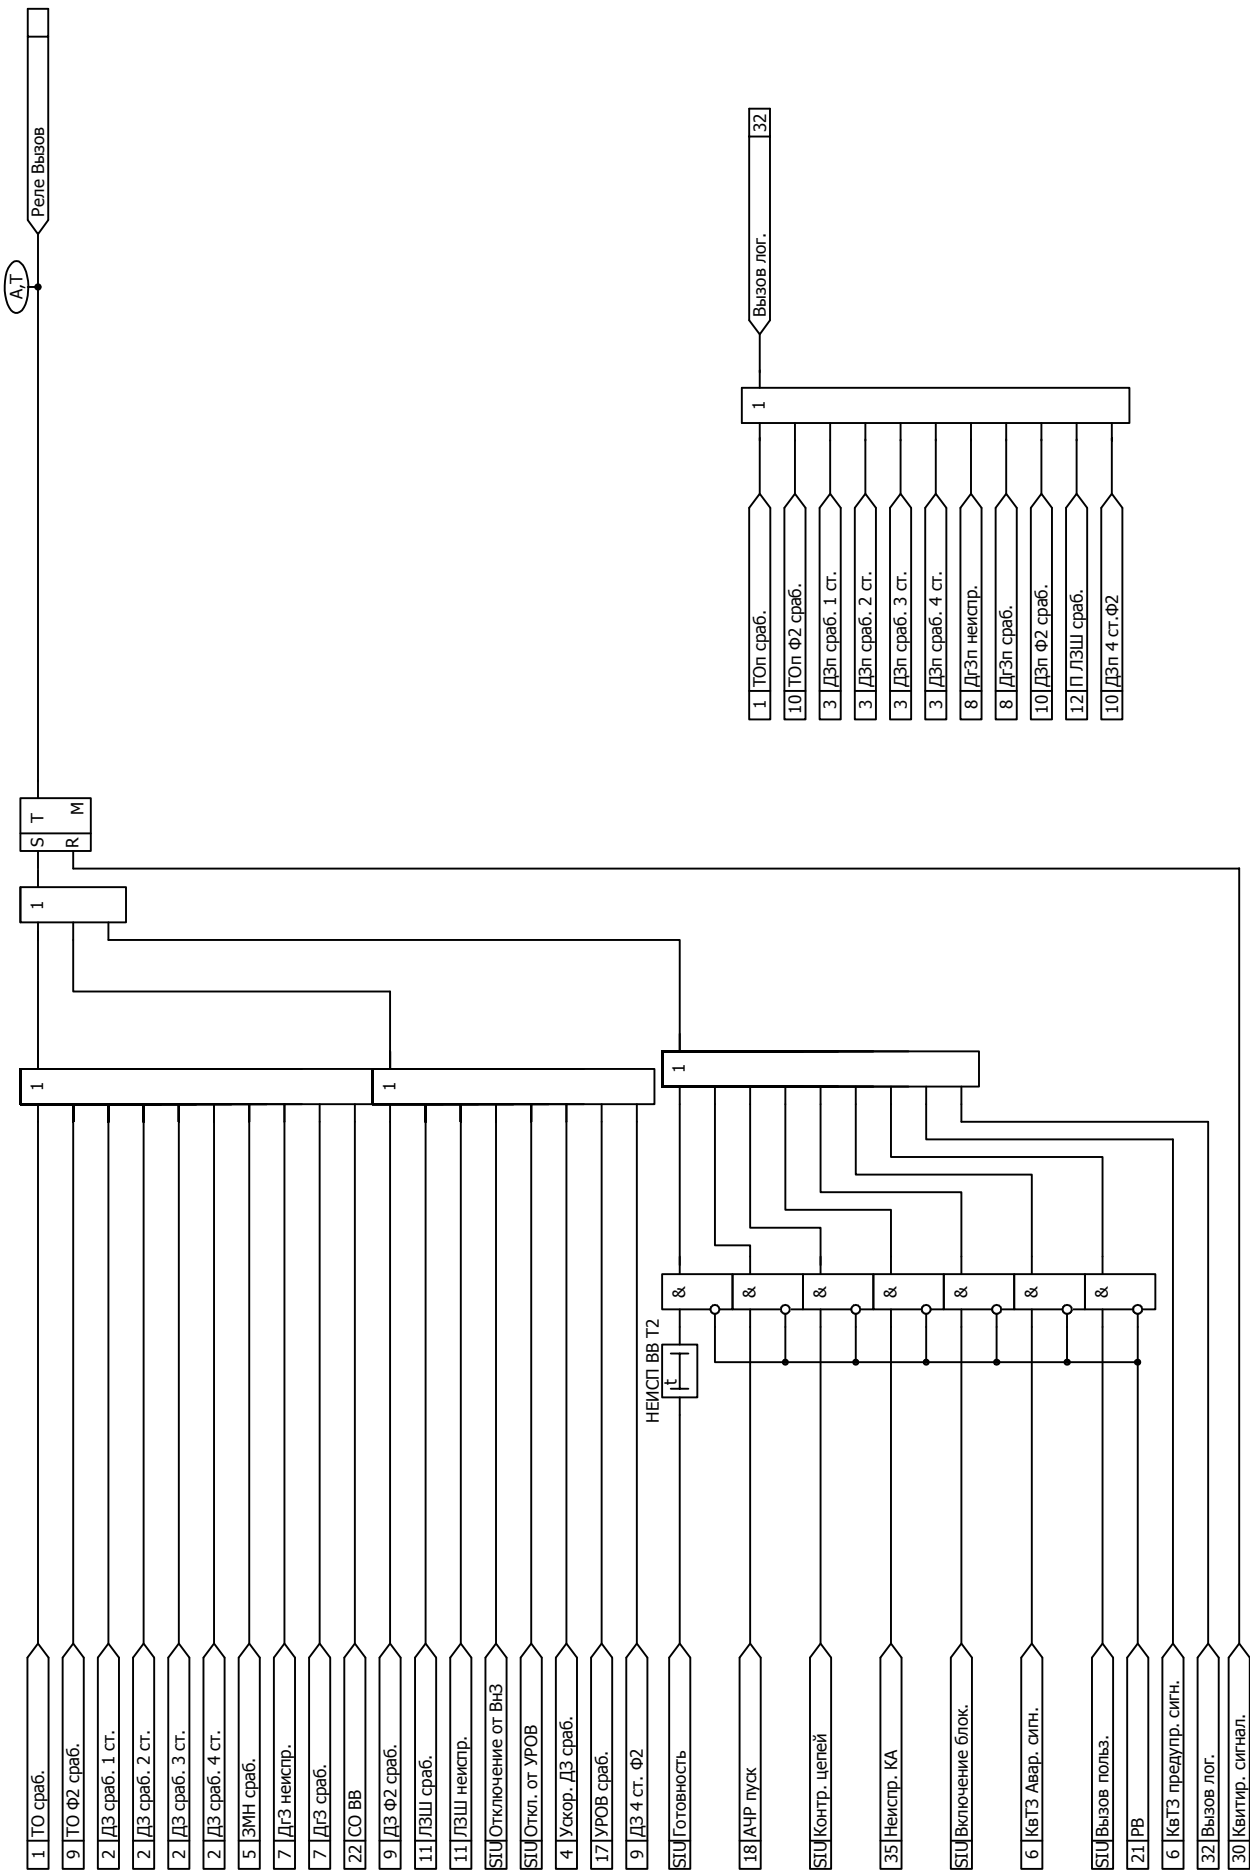 Реле Вызов
А,Т
S T
R M
1
1
1
1
1 ТО сраб.
9 ТО Ф2 сраб.
2 ДЗ сраб. 1 ст.
2 ДЗ сраб. 2 ст.
2 ДЗ сраб. 3 ст.
2 ДЗ сраб. 4 ст.
5 ЗМН сраб.
7 ДгЗ неиспр.
7 ДгЗ сраб.
22 СО ВВ
9 ДЗ Ф2 сраб.
11 ЛЗШ сраб.
11 ЛЗШ неиспр.
SIU Отключение от ВнЗ
SIU Откл. от УРОВ
4 Ускор. ДЗ сраб.
17 УРОВ сраб.
9 ДЗ 4 ст. Ф2
SIU Готовность
НЕИСП ВВ Т2
t
&
18 АЧР пуск
&
SIU Контр. цепей
&
35 Неиспр. КА
&
SIU Включение блок.
&
6 КвТЗ Авар. сигн.
&
SIU Вызов польз.
&
21 РВ
6 КвТЗ предупр. сигн.
32 Вызов лог.
30 Квитир. сигнал.
Вызов лог. 32
1
1 ТОп сраб.
10 ТОп Ф2 сраб.
3 ДЗп сраб. 1 ст.
3 ДЗп сраб. 2 ст.
3 ДЗп сраб. 3 ст.
3 ДЗп сраб. 4 ст.
8 ДгЗп неиспр.
8 ДгЗп сраб.
10 ДЗп Ф2 сраб.
12 П ЛЗШ сраб.
10 ДЗп 4 ст.Ф2